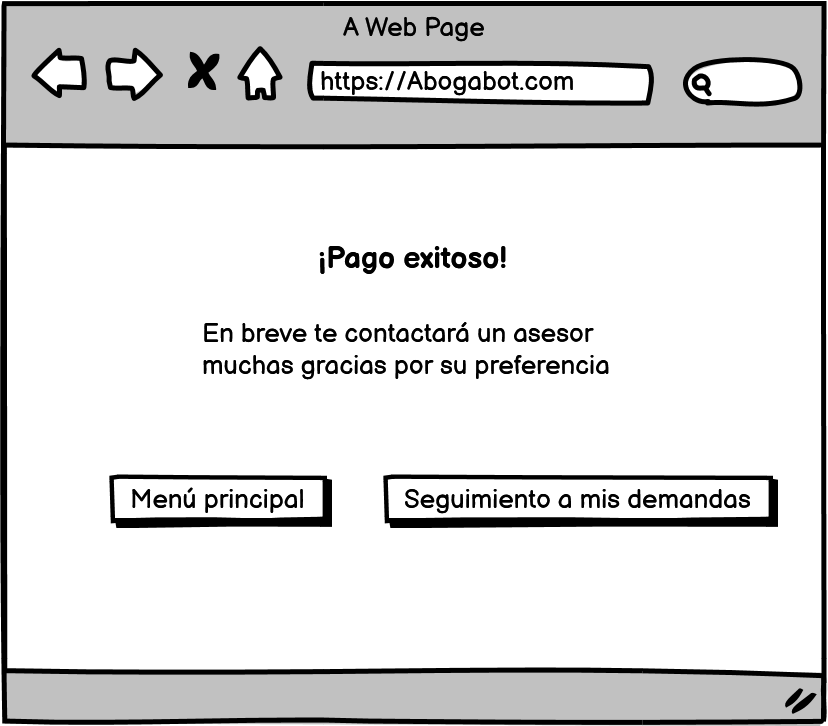 A Web Page
https://Abogabot.com
¡Pago exitoso!
En breve te contactará un asesor
muchas gracias por su preferencia
Menú principal
Seguimiento a mis demandas